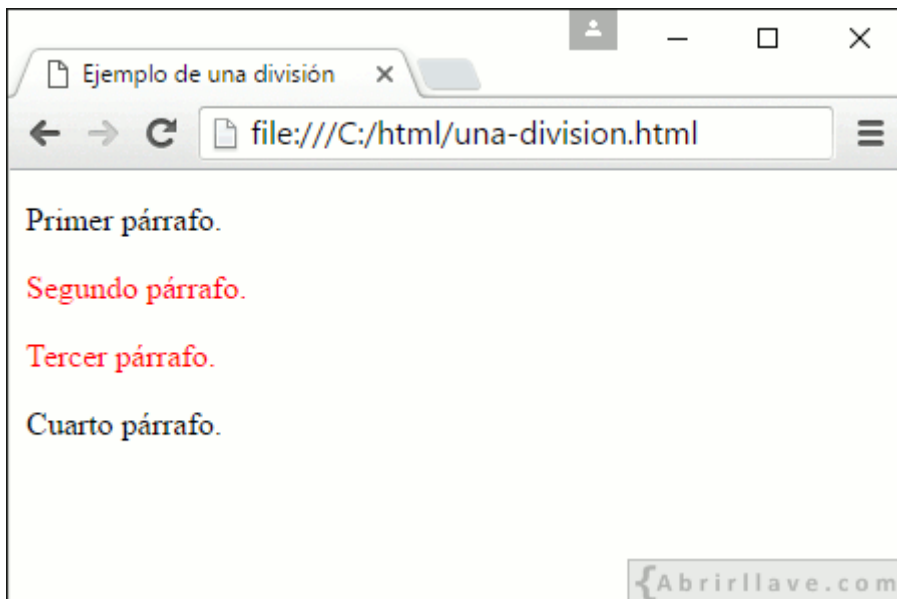 Ejemplo de una división
file:///C:/html/una-division.html
Primer párrafo.
Segundo párrafo.
Tercer párrafo.
Cuarto párrafo.
{Abrirllave.com